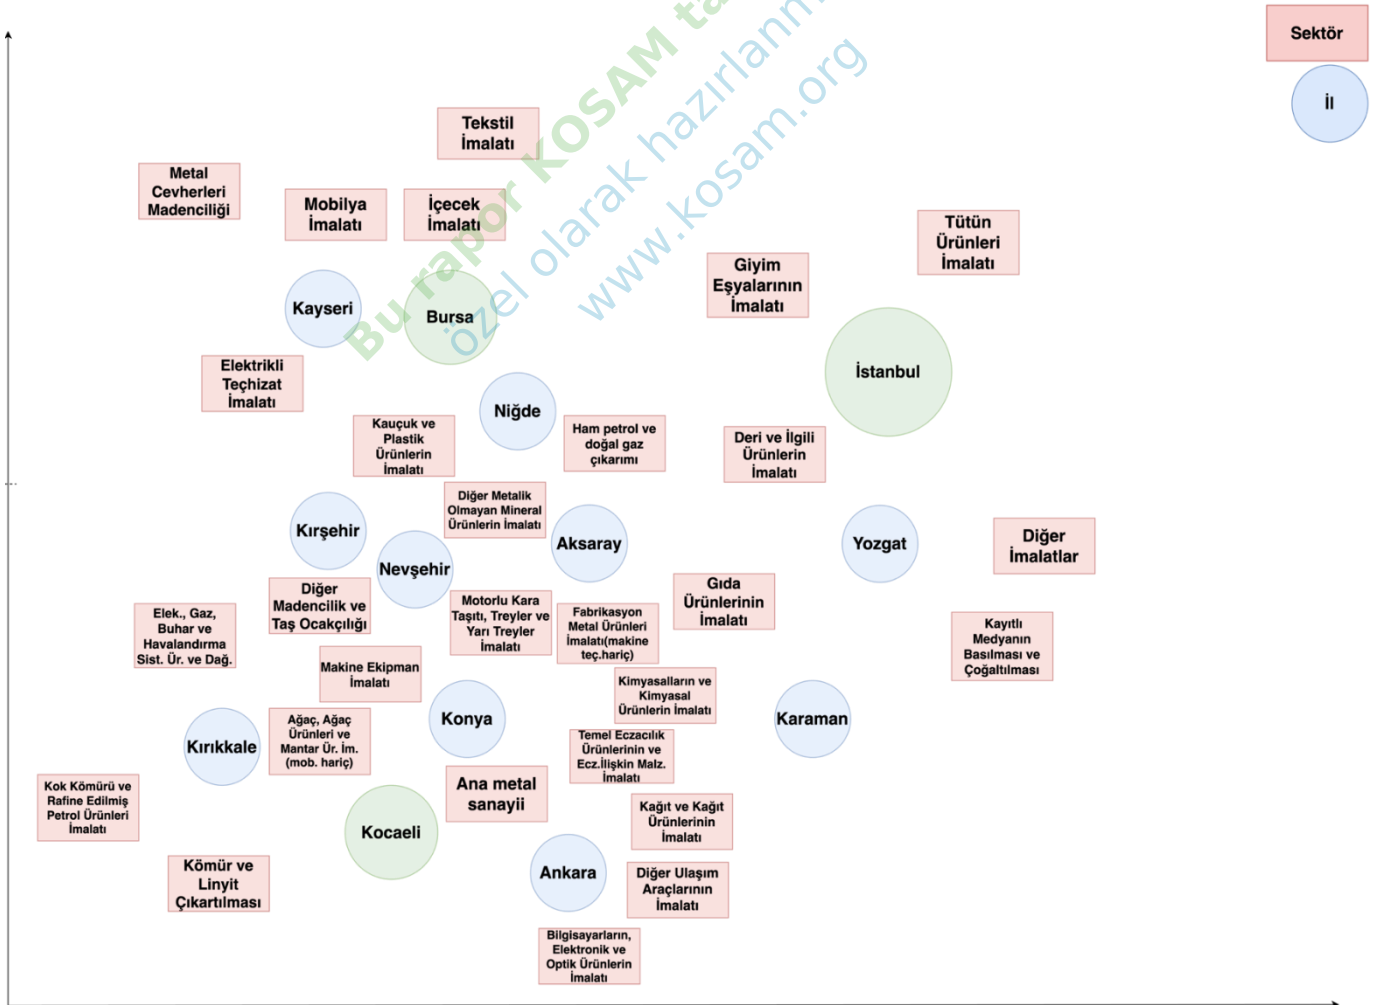 Sektör
İl
Bu rapor KOSAM ta
özel olarak hazırlanm
www.kosam.org
Tekstil
İmalatı
Metal
Cevherleri
Madenciliği
Mobilya
İmalatı
İçecek
İmalatı
Tütün
Ürünleri
İmalatı
Giyim
Eşyalarının
İmalatı
Kayseri
Bursa
İstanbul
Elektrikli
Teçhizat
İmalatı
Niğde
Kauçuk ve
Plastik
Ürünlerin
İmalatı
Ham petrol ve
doğal gaz
çıkarımı
Deri ve İlgili
Ürünlerin
İmalatı
Diğer Metalik
Olmayan Mineral
Ürünlerin İmalatı
Kırşehir
Nevşehir
Aksaray
Yozgat
Diğer
İmalatlar
Diğer
Madencilik ve
Taş Ocakçılığı
Gıda
Ürünlerinin
İmalatı
Elek., Gaz,
Buhar ve
Havalandırma
Sist. Ür. ve Dağ.
Motorlu Kara
Taşıtı, Treyler ve
Yarı Treyler
İmalatı
Fabrikasyon
Metal Ürünleri
İmalatı(makine
teç.hariç)
Kayıtlı
Medyanın
Basılması ve
Çoğaltılması
Makine Ekipman
İmalatı
Kimyasalların ve
Kimyasal
Ürünlerin İmalatı
Kırıkkale
Ağaç, Ağaç
Ürünleri ve
Mantar Ür. İm.
(mob. hariç)
Konya
Karaman
Temel Eczacılık
Ürünlerinin ve
Ecz.İlişkin Malz.
İmalatı
Kok Kömürü ve
Rafine Edilmiş
Petrol Ürünleri
İmalatı
Ana metal
sanayii
Kağıt ve Kağıt
Ürünlerinin
İmalatı
Kocaeli
Kömür ve
Linyit
Çıkartılması
Ankara
Diğer Ulaşım
Araçlarının
İmalatı
Bilgisayarların,
Elektronik ve
Optik Ürünlerin
İmalatı